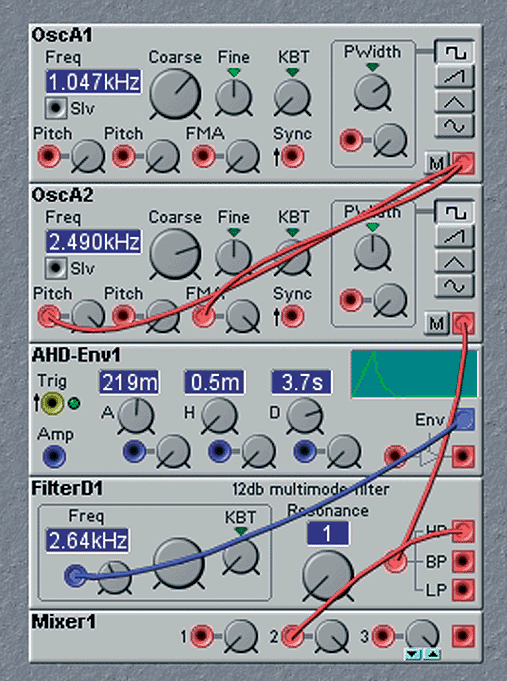 OscA1
Freq Coarse Fine KBT PWidth
1.047kHz
Slv
Pitch Pitch FMA Sync
M
OscA2
Freq Coarse Fine KBT PWidth
2.490kHz
Slv
Pitch Pitch FMA Sync
M
AHD-Env1
Trig 219m 0.5m 3.7s
A H D Env
Amp
FilterD1 12db multimode filter
Freq KBT Resonance
2.64kHz 1 HP
BP
LP
Mixer1
1 2 3